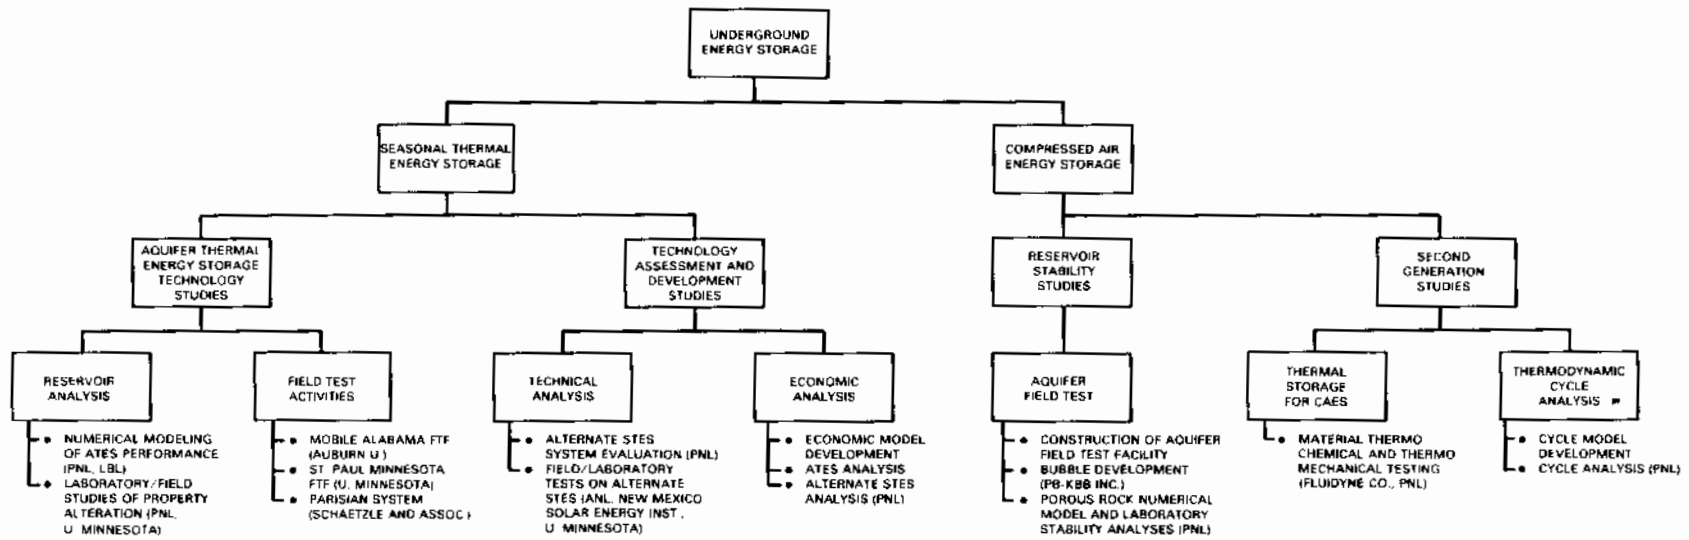 UNDERGROUND
ENERGY STORAGE
SEASONAL THERMAL
ENERGY STORAGE
COMPRESSED AIR
ENERGY STORAGE
AQUIFER THERMAL
ENERGY STORAGE
TECHNOLOGY
STUDIES
TECHNOLOGY
ASSESSMENT AND
DEVELOPMENT
STUDIES
RESERVOIR
STABILITY
STUDIES
SECOND
GENERATION
STUDIES
RESERVOIR
ANALYSIS
FIELD TEST
ACTIVITIES
TECHNICAL
ANALYSIS
ECONOMIC
ANALYSIS
AQUIFER
FIELD TEST
THERMAL
STORAGE
FOR CAES
THERMODYNAMIC
CYCLE
ANALYSIS
• NUMERICAL MODELING
OF ATES PERFORMANCE
(PNL, LBL)
• LABORATORY/FIELD
STUDIES OF PROPERTY
ALTERATION (PNL,
U MINNESOTA)
• MOBILE ALABAMA FTF
(AUBURN U )
• ST PAUL MINNESOTA
FTF (U. MINNESOTA)
• PARISIAN SYSTEM
(SCHAETZLE AND ASSOC )
• ALTERNATE STES
SYSTEM EVALUATION (PNL)
• FIELD/LABORATORY
TESTS ON ALTERNATE
STES (ANL, NEW MEXICO
SOLAR ENERGY INST ,
U MINNESOTA)
• ECONOMIC MODEL
DEVELOPMENT
• ATES ANALYSIS
• ALTERNATE STES
ANALYSIS (PNL)
• CONSTRUCTION OF AQUIFER
FIELD TEST FACILITY
• BUBBLE DEVELOPMENT
(PB-KBB INC.)
• POROUS ROCK NUMERICAL
MODEL AND LABORATORY
STABILITY ANALYSES (PNL)
• MATERIAL THERMO
CHEMICAL AND THERMO
MECHANICAL TESTING
(FLUIDYNE CO., PNL)
• CYCLE MODEL
DEVELOPMENT
• CYCLE ANALYSIS (PNL)